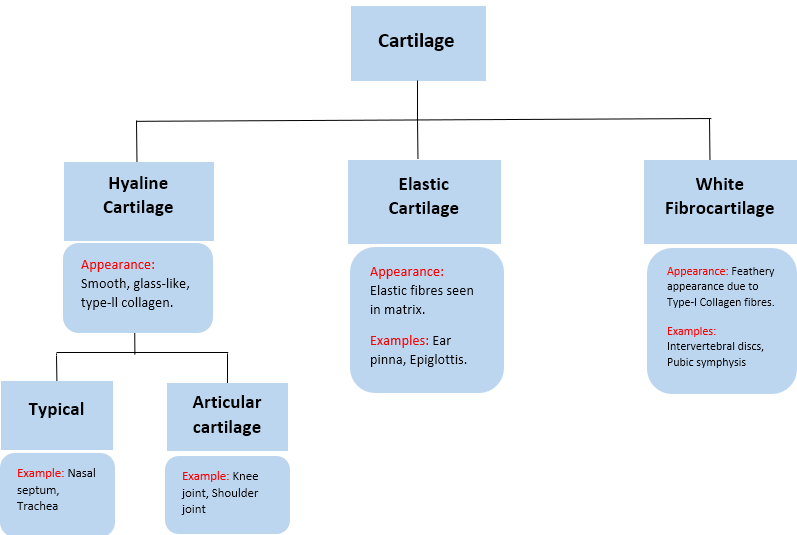 Cartilage
Hyaline
Cartilage
Appearance:
Smooth, glass-like,
type-ll collagen.
Typical
Example: Nasal
septum,
Trachea
Articular
cartilage
Example: Knee
joint, Shoulder
joint
Elastic
Cartilage
Appearance:
Elastic fibres seen
in matrix.
Examples: Ear
pinna, Epiglottis.
White
Fibrocartilage
Appearance: Feathery
appearance due to
Type-l Collagen fibres.
Examples:
Intervertebral discs,
Pubic symphysis